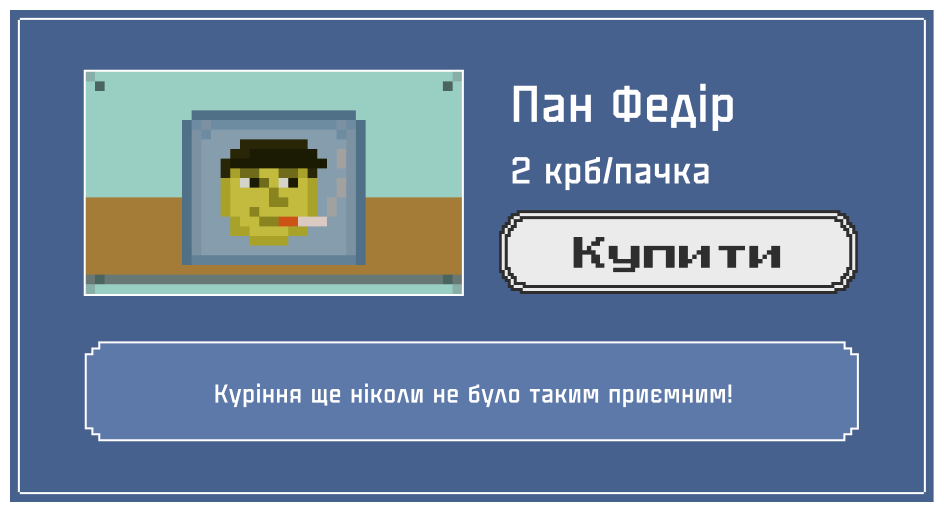 Пан Федір
2 крб/пачка
Купити
Куріння ще ніколи не було таким приємним!